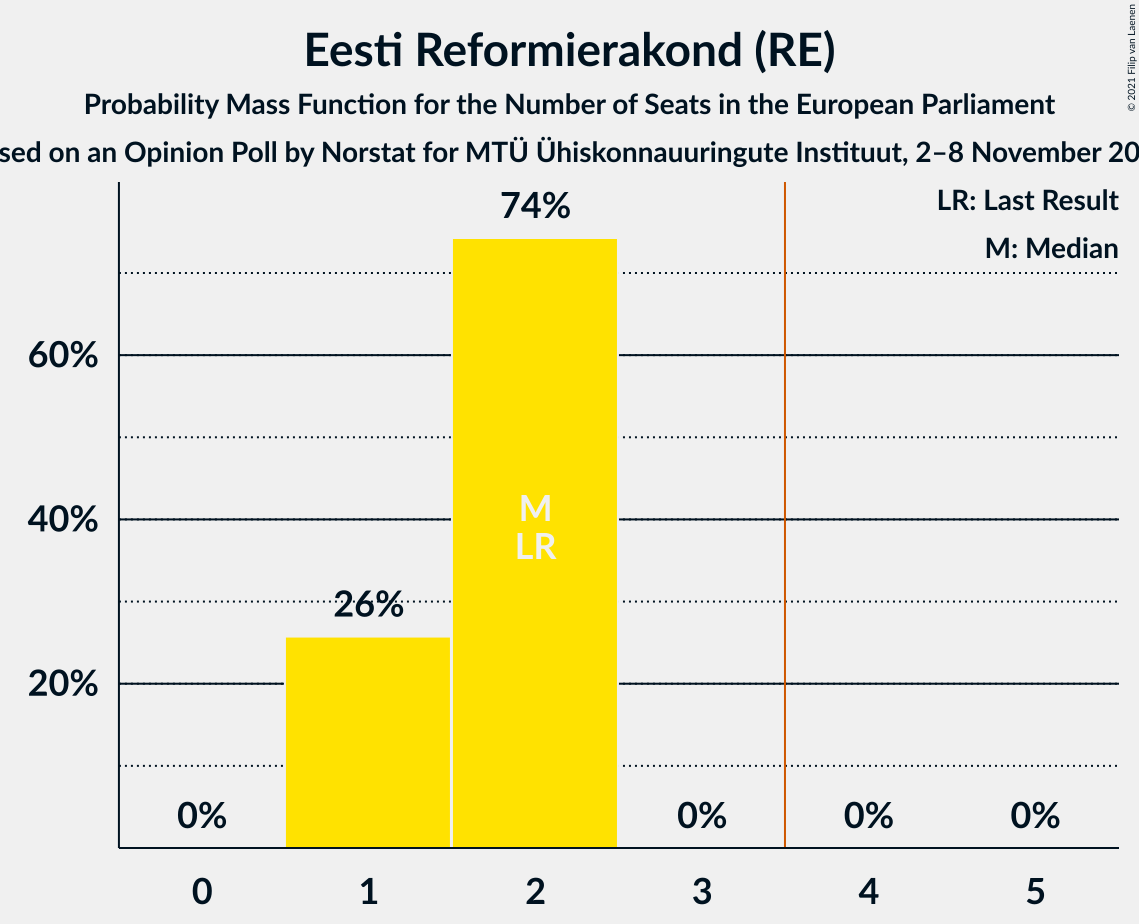 Eesti Reformierakond (RE)
Probability Mass Function for the Number of Seats in the European Parliament
sed on an Opinion Poll by Norstat for MTÜ Ühiskonnauuringute Instituut, 2–8 November 20
© 2021 Filip van Laenen
LR: Last Result
M: Median
74%
60%
M
40%
LR
26%
20%
0%
0%
0%
0%
0
1
2
3
4
5